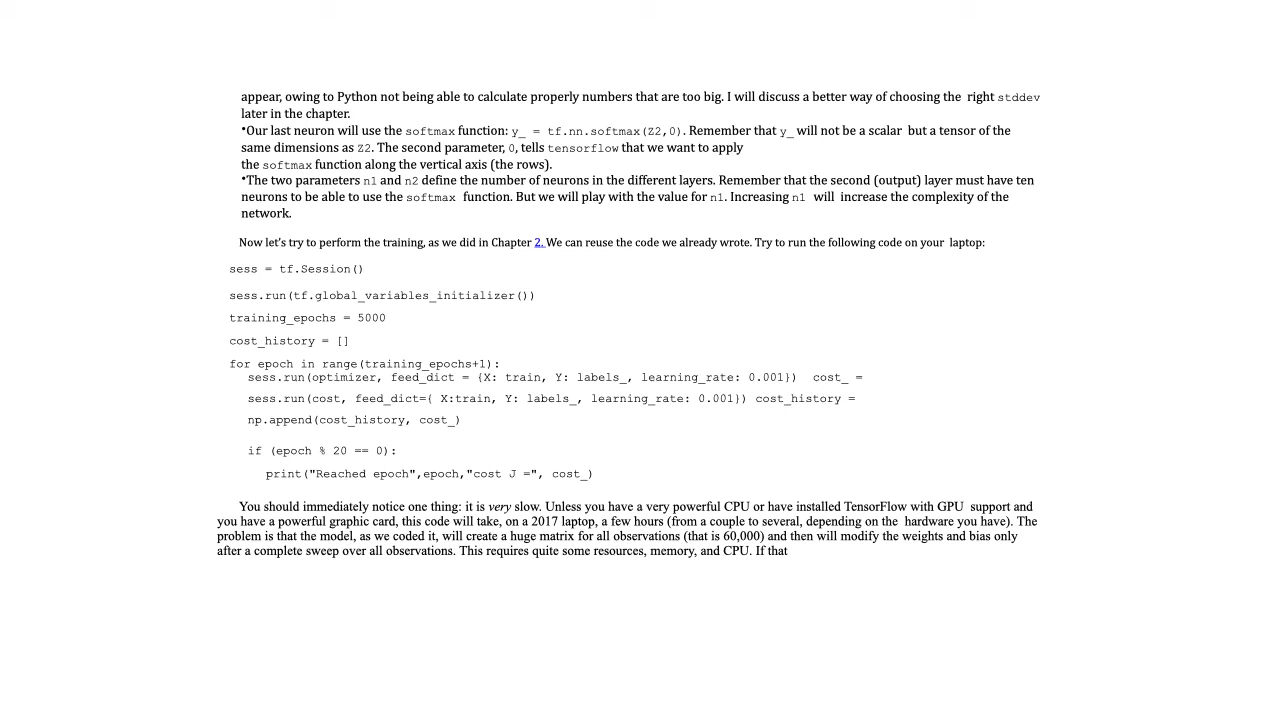 appear, owing to Python not being able to calculate properly numbers that are too big. I will discuss a better way of choosing the right stddev
later in the chapter.
•Our last neuron will use the softmax function: y_ = tf.nn.softmax(Z2,0). Remember that y_ will not be a scalar but a tensor of the
same dimensions as Z2. The second parameter, 0, tells tensorflow that we want to apply
the softmax function along the vertical axis (the rows).
•The two parameters n1 and n2 define the number of neurons in the different layers. Remember that the second (output) layer must have ten
neurons to be able to use the softmax function. But we will play with the value for n1. Increasing n1 will increase the complexity of the
network.
Now let's try to perform the training, as we did in Chapter 2. We can reuse the code we already wrote. Try to run the following code on your laptop:
sess = tf.Session()
sess.run(tf.global_variables_initializer())
training_epochs = 5000
cost_history = []
for epoch in range(training_epochs+1):
sess.run(optimizer, feed_dict = {X: train, Y: labels_, learning_rate: 0.001}) cost_ =
sess.run(cost, feed_dict={ X:train, Y: labels_, learning_rate: 0.001}) cost_history =
np.append(cost_history, cost_)
if (epoch % 20 == 0):
print("Reached epoch",epoch,"cost J =", cost_)
You should immediately notice one thing: it is very slow. Unless you have a very powerful CPU or have installed TensorFlow with GPU support and
you have a powerful graphic card, this code will take, on a 2017 laptop, a few hours (from a couple to several, depending on the hardware you have). The
problem is that the model, as we coded it, will create a huge matrix for all observations (that is 60,000) and then will modify the weights and bias only
after a complete sweep over all observations. This requires quite some resources, memory, and CPU. If that